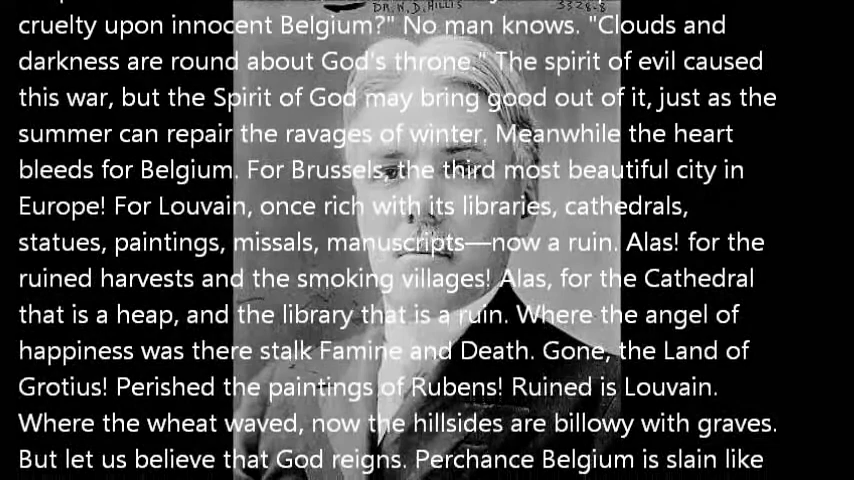 DR. N. D. HILLIS 3328-8
cruelty upon innocent Belgium?" No man knows. "Clouds and
darkness are round about God's throne." The spirit of evil caused
this war, but the Spirit of God may bring good out of it, just as the
summer can repair the ravages of winter. Meanwhile the heart
bleeds for Belgium. For Brussels, the third most beautiful city in
Europe! For Louvain, once rich with its libraries, cathedrals,
statues, paintings, missals, manuscripts—now a ruin. Alas! for the
ruined harvests and the smoking villages! Alas, for the Cathedral
that is a heap, and the library that is a ruin. Where the angel of
happiness was there stalk Famine and Death. Gone, the Land of
Grotius! Perished the paintings of Rubens! Ruined is Louvain.
Where the wheat waved, now the hillsides are billowy with graves.
But let us believe that God reigns. Perchance Belgium is slain like